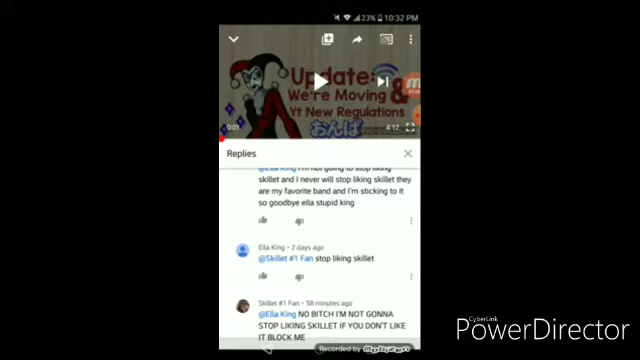 23% 10:32 PM
Update:
We're Moving &
Yt New Regulations
おんぱ
0:01
4:12
Replies
@Ella King I'm not going to stop liking
skillet and I never will stop liking skillet they
are my favorite band and I'm sticking to it
so goodbye ella stupid king
Ella King • 2 days ago
@Skillet #1 Fan stop liking skillet
Skillet #1 Fan • 58 minutes ago
@Ella King NO BITCH I'M NOT GONNA
STOP LIKING SKILLET IF YOU DON'T LIKE
IT BLOCK ME
Recorded by Mobizen
CyberLink
PowerDirector